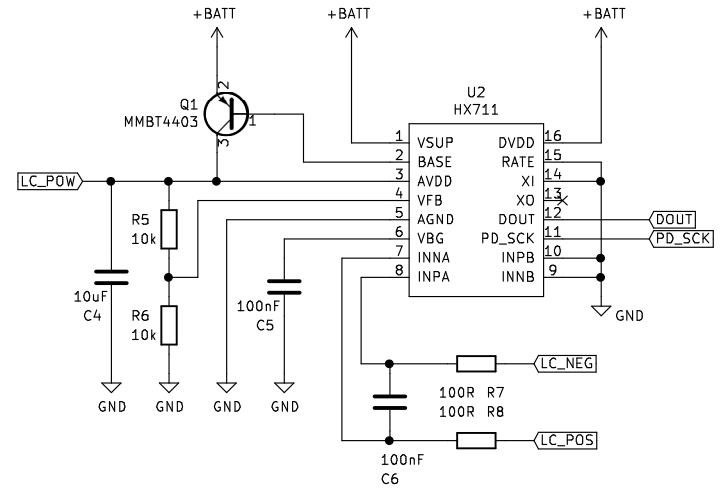 +BATT
+BATT
+BATT
2
Q1
MMBT4403
1
3
U2
HX711
1 VSUP DVDD 16
2 BASE RATE 15
LC_POW
3 AVDD XI 14
4 VFB XO 13
5 AGND DOUT 12
DOUT
6 VBG PD_SCK 11
PD_SCK
7 INNA INPB 10
8 INPA INNB 9
R5
10k
10uF
C4
R6
10k
100nF
C5
GND
GND
GND
GND
GND
LC_NEG
100R R7
100R R8
LC_POS
100nF
C6